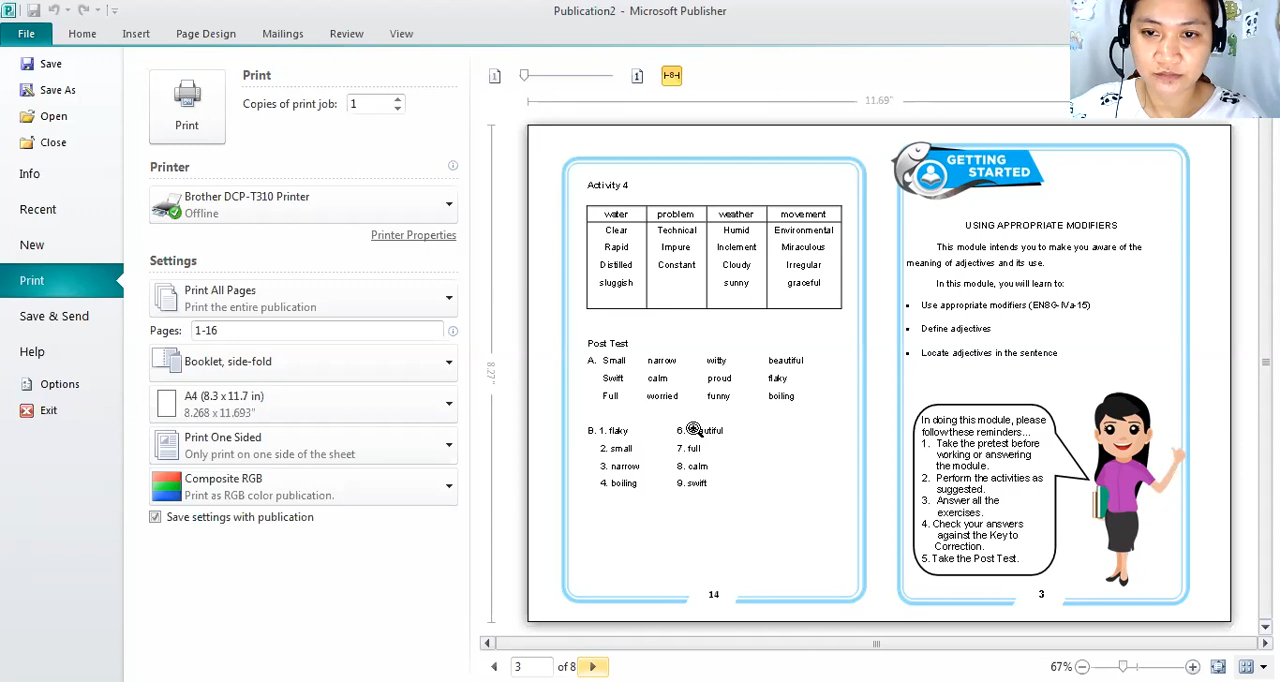 Publication2 - Microsoft Publisher
File Home Insert Page Design Mailings Review View
Save
Save As
Open
Close
Info
Recent
New
Print
Save & Send
Help
Options
Exit
Print
Print
Copies of print job: 1
Printer
Brother DCP-T310 Printer
Offline
Printer Properties
Settings
Print All Pages
Print the entire publication
Pages: 1-16
Booklet, side-fold
A4 (8.3 x 11.7 in)
8.268 x 11.693"
Print One Sided
Only print on one side of the sheet
Composite RGB
Print as RGB color publication.
Save settings with publication
11.69"
8.27"
Activity 4
water problem weather movement
Clear Technical Humid Environmental
Rapid Impure Inclement Miraculous
Distilled Constant Cloudy Irregular
sluggish sunny graceful
Post Test
A. Small narrow witty beautiful
Swift calm proud flaky
Full worried funny boiling
B. 1. flaky 6. utiful
2. small 7. full
3. narrow 8. calm
4. boiling 9. swift
14
GETTING
STARTED
USING APPROPRIATE MODIFIERS
This module intends you to make you aware of the
meaning of adjectives and its use.
In this module, you will learn to:
• Use appropriate modifiers (EN8G-IVa-15)
• Define adjectives
• Locate adjectives in the sentence
In doing this module, please
follow these reminders...
1. Take the pretest before
working or answering
the module.
2. Perform the activities as
suggested.
3. Answer all the
exercises.
4. Check your answers
against the Key to
Correction.
5. Take the Post Test.
3
3 of 8
67%